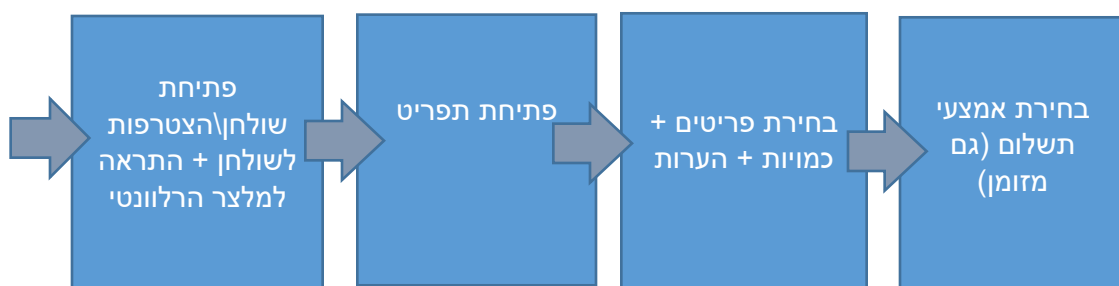 פתיחת
שולחן\הצטרפות
לשולחן + התראה
למלצר הרלוונטי
פתיחת תפריט
בחירת פריטים +
כמויות + הערות
בחירת אמצעי
תשלום (גם
מזומן)